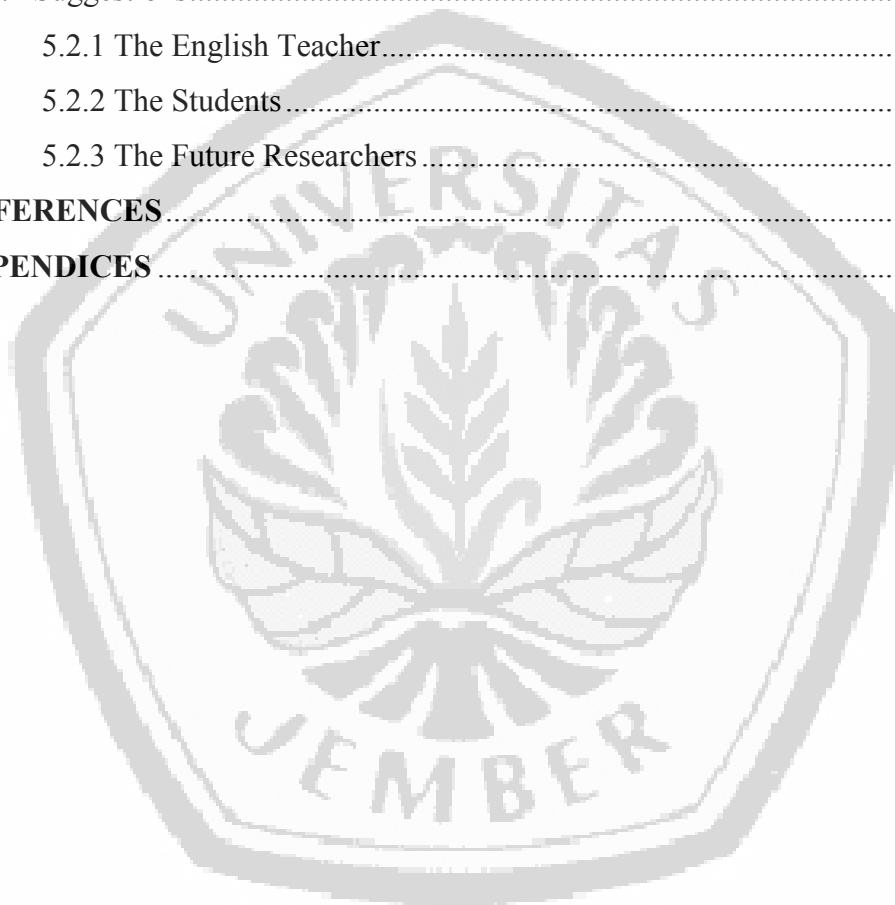 5.2.1 The English Teacher
5.2.2 The Students
5.2.3 The Future Researchers
FERENCES
PENDICES
UNIVERSITAS
JEMBER